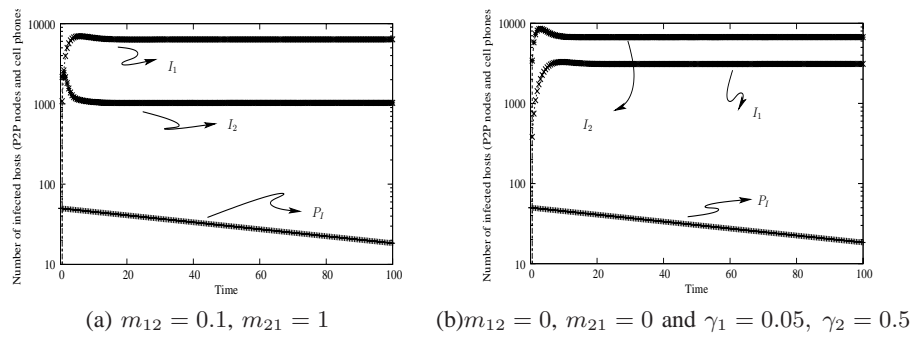 Number of infected hosts (P2P nodes and cell phones
10000
1000
100
10
I₁
I₂
P_I
0 20 40 60 80 100
Time
(a) m₁₂ = 0.1, m₂₁ = 1
Number of infected hosts (P2P nodes and cell phones
10000
1000
100
10
I₂
I₁
P_I
0 20 40 60 80 100
Time
(b)m₁₂ = 0, m₂₁ = 0 and γ₁ = 0.05, γ₂ = 0.5